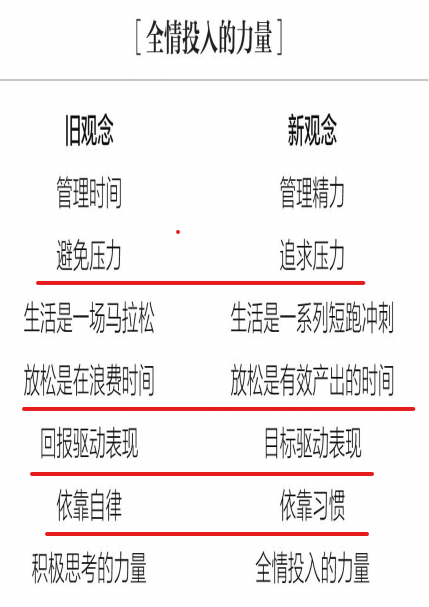 [全情投入的力量]
旧观念 新观念
管理时间 管理精力
避免压力 追求压力
生活是一场马拉松 生活是一系列短跑冲刺
放松是在浪费时间 放松是有效产出的时间
回报驱动表现 目标驱动表现
依靠自律 依靠习惯
积极思考的力量 全情投入的力量